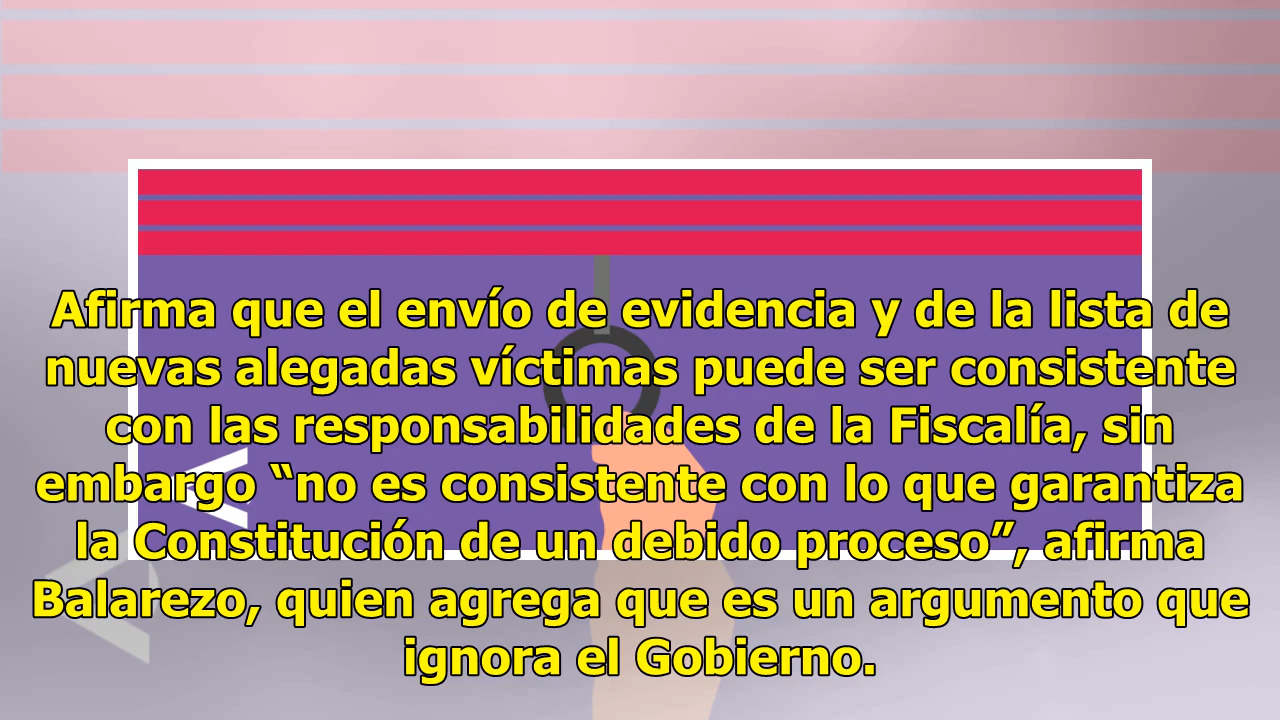 Afirma que el envío de evidencia y de la lista de
nuevas alegadas víctimas puede ser consistente
con las responsabilidades de la Fiscalía, sin
embargo “no es consistente con lo que garantiza
la Constitución de un debido proceso”, afirma
Balarezo, quien agrega que es un argumento que
ignora el Gobierno.